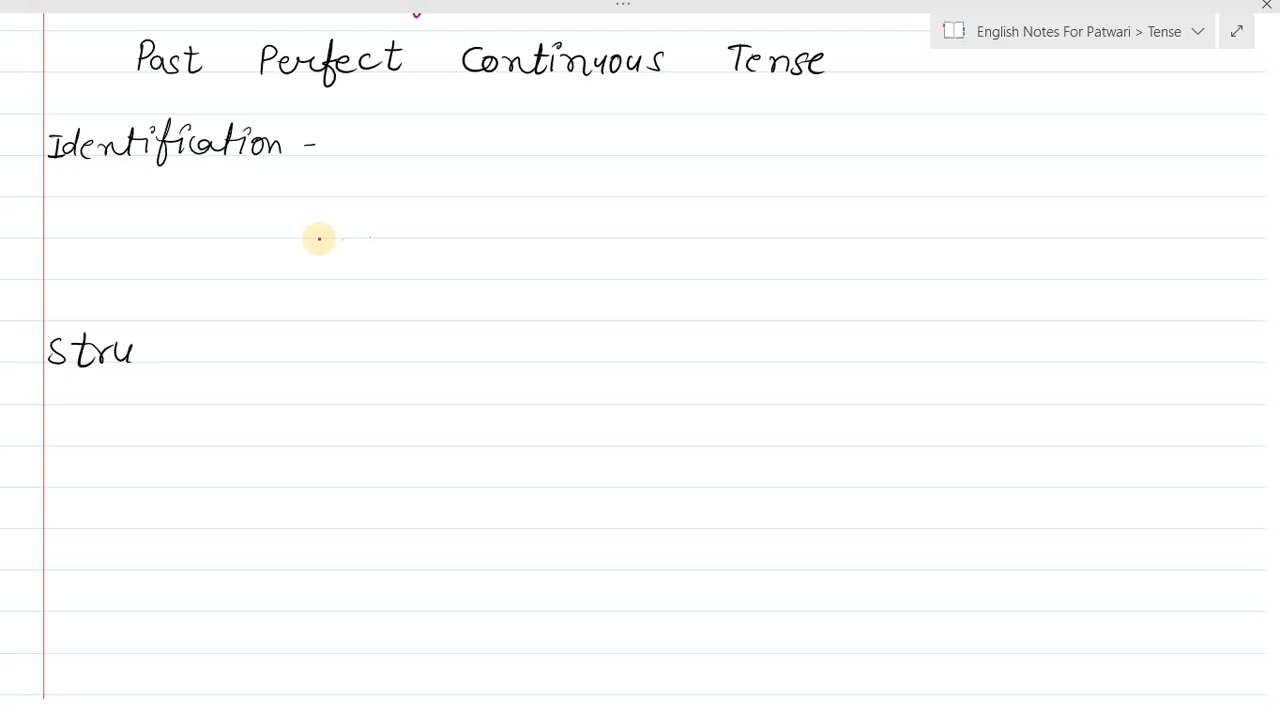 English Notes For Patwari > Tense
Past Perfect Continuous Tense
Identification -
Stru